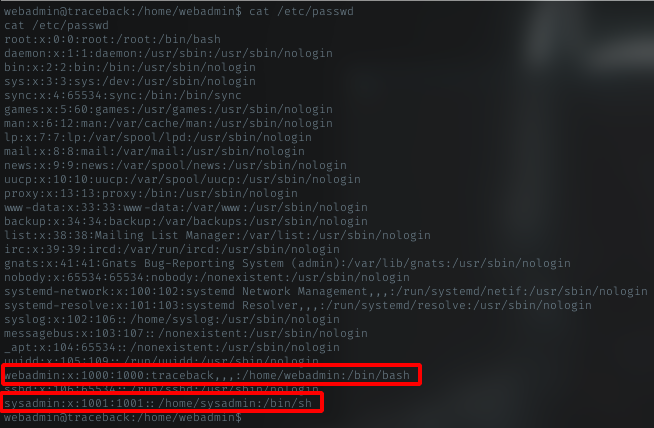 webadmin@traceback:/home/webadmin$ cat /etc/passwd
cat /etc/passwd
root:x:0:0:root:/root:/bin/bash
daemon:x:1:1:daemon:/usr/sbin:/usr/sbin/nologin
bin:x:2:2:bin:/bin:/usr/sbin/nologin
sys:x:3:3:sys:/dev:/usr/sbin/nologin
sync:x:4:65534:sync:/bin:/bin/sync
games:x:5:60:games:/usr/games:/usr/sbin/nologin
man:x:6:12:man:/var/cache/man:/usr/sbin/nologin
lp:x:7:7:lp:/var/spool/lpd:/usr/sbin/nologin
mail:x:8:8:mail:/var/mail:/usr/sbin/nologin
news:x:9:9:news:/var/spool/news:/usr/sbin/nologin
uucp:x:10:10:uucp:/var/spool/uucp:/usr/sbin/nologin
proxy:x:13:13:proxy:/bin:/usr/sbin/nologin
www-data:x:33:33:www-data:/var/www:/usr/sbin/nologin
backup:x:34:34:backup:/var/backups:/usr/sbin/nologin
list:x:38:38:Mailing List Manager:/var/list:/usr/sbin/nologin
irc:x:39:39:ircd:/var/run/ircd:/usr/sbin/nologin
gnats:x:41:41:Gnats Bug-Reporting System (admin):/var/lib/gnats:/usr/sbin/nologin
nobody:x:65534:65534:nobody:/nonexistent:/usr/sbin/nologin
systemd-network:x:100:102:systemd Network Management,,,:/run/systemd/netif:/usr/sbin/nologin
systemd-resolve:x:101:103:systemd Resolver,,,:/run/systemd/resolve:/usr/sbin/nologin
syslog:x:102:106::/home/syslog:/usr/sbin/nologin
messagebus:x:103:107::/nonexistent:/usr/sbin/nologin
_apt:x:104:65534::/nonexistent:/usr/sbin/nologin
uuidd:x:105:109::/run/uuidd:/usr/sbin/nologin
webadmin:x:1000:1000:traceback,,,:/home/webadmin:/bin/bash
sshd:x:106:65534::/run/sshd:/usr/sbin/nologin
sysadmin:x:1001:1001::/home/sysadmin:/bin/sh
webadmin@traceback:/home/webadmin$